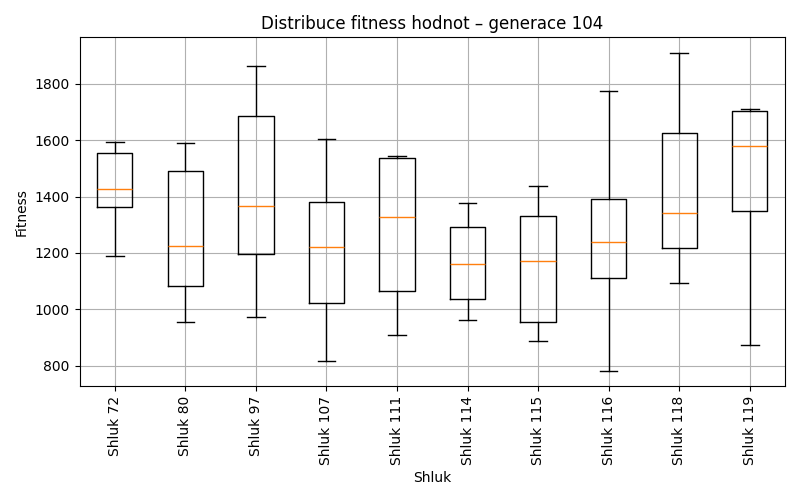 Distribuce fitness hodnot – generace 104
Fitness
1800
1600
1400
1200
1000
800
Shluk 72
Shluk 80
Shluk 97
Shluk 107
Shluk 111
Shluk 114
Shluk 115
Shluk 116
Shluk 118
Shluk 119
Shluk